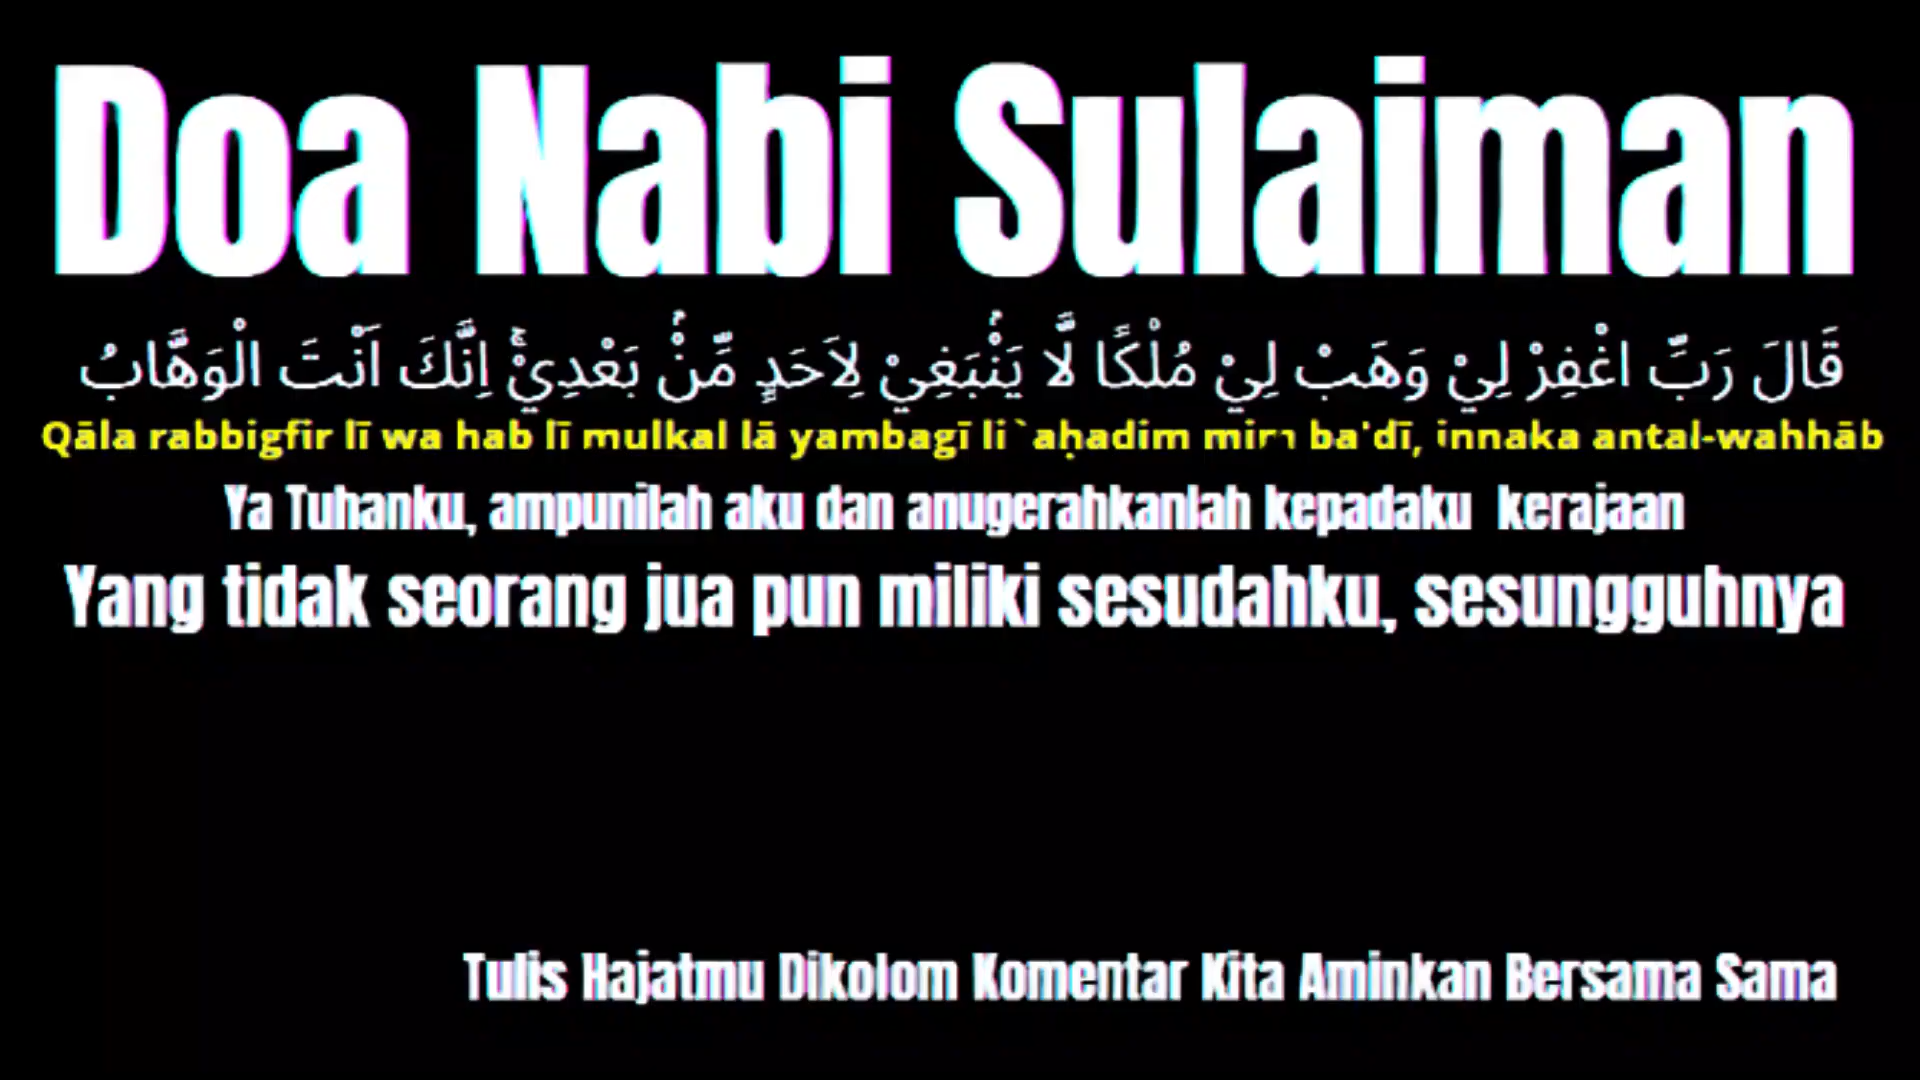 Doa Nabi Sulaiman
قَالَ رَبِّ اغْفِرْ لِيْ وَهَبْ لِيْ مُلْكًا لَّا يَنْۢبَغِيْ لِاَحَدٍ مِّنْۢ بَعْدِيْۚ اِنَّكَ اَنْتَ الْوَهَّابُ
Qāla rabbigfir lī wa hab lī mulkal lā yambagī li`aḥadim mim ba'dī, innaka antal-wahhāb
Ya Tuhanku, ampunilah aku dan anugerahkanlah kepadaku kerajaan
Yang tidak seorang jua pun miliki sesudahku, sesungguhnya
Tulis Hajatmu Dikolom Komentar Kita Aminkan Bersama Sama